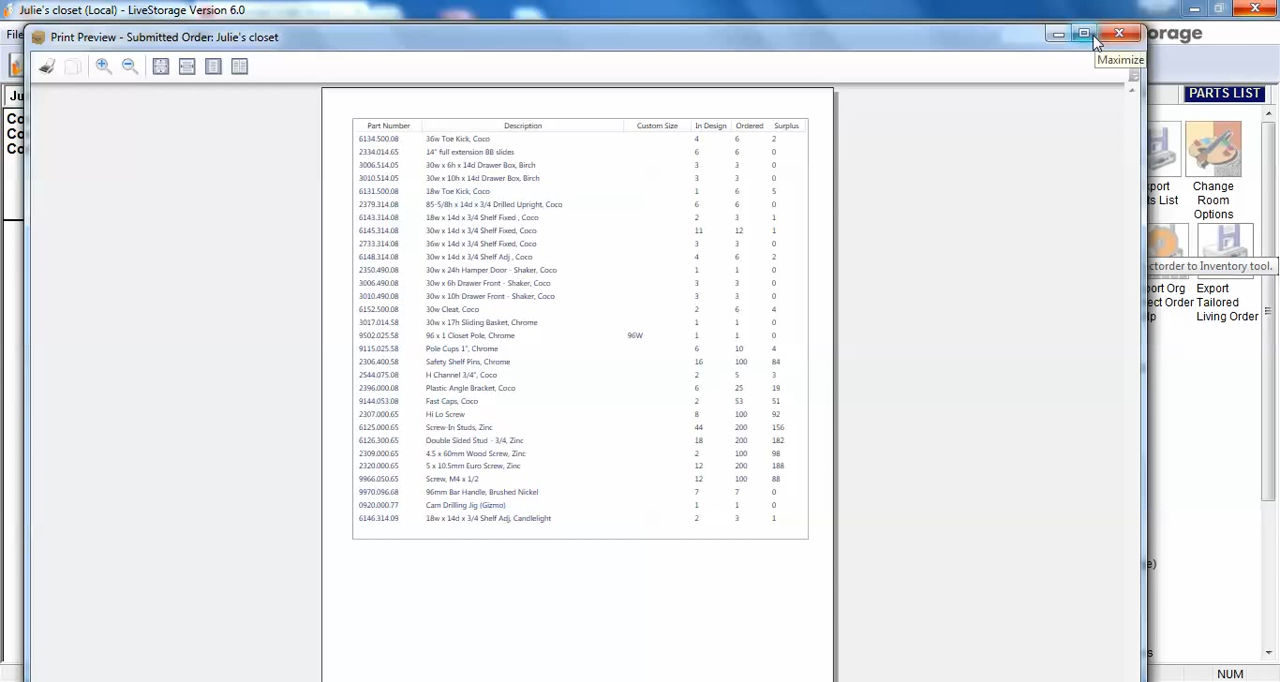 Julie's closet (Local) - LiveStorage Version 6.0
Print Preview - Submitted Order: Julie's closet
File
orage
Maximize
Part Number Description Custom Size In Design Ordered Surplus
6134.500.08 36w Toe Kick, Coco 4 6 2
2334.014.65 14" full extension BB slides 6 6 0
3006.514.05 30w x 6h x 14d Drawer Box, Birch 3 3 0
3010.514.05 30w x 10h x 14d Drawer Box, Birch 3 3 0
6131.500.08 18w Toe Kick, Coco 1 6 5
2379.314.08 85-5/8h x 14d x 3/4 Drilled Upright, Coco 6 6 0
6143.314.08 18w x 14d x 3/4 Shelf Fixed , Coco 2 3 1
6145.314.08 30w x 14d x 3/4 Shelf Fixed, Coco 11 12 1
2733.314.08 36w x 14d x 3/4 Shelf Fixed, Coco 3 3 0
6148.314.08 30w x 14d x 3/4 Shelf Adj , Coco 4 6 2
2350.490.08 30w x 24h Hamper Door - Shaker, Coco 1 1 0
3006.490.08 30w x 6h Drawer Front - Shaker, Coco 3 3 0
3010.490.08 30w x 10h Drawer Front - Shaker, Coco 3 3 0
6152.500.08 30w Cleat, Coco 2 6 4
3017.014.58 30w x 17h Sliding Basket, Chrome 1 1 0
9502.025.58 96 x 1 Closet Pole, Chrome 96W 1 1 0
9115.025.58 Pole Cups 1", Chrome 6 10 4
2306.400.58 Safety Shelf Pins, Chrome 16 100 84
2544.075.08 H Channel 3/4", Coco 2 5 3
2396.000.08 Plastic Angle Bracket, Coco 6 25 19
9144.053.08 Fast Caps, Coco 2 53 51
2307.000.65 Hi Lo Screw 8 100 92
6125.000.65 Screw-In Studs, Zinc 44 200 156
6126.300.65 Double Sided Stud - 3/4, Zinc 18 200 182
2309.000.65 4.5 x 60mm Wood Screw, Zinc 2 100 98
2320.000.65 5 x 10.5mm Euro Screw, Zinc 12 200 188
9966.050.65 Screw, M4 x 1/2 12 100 88
9970.096.68 96mm Bar Handle, Brushed Nickel 7 7 0
0920.000.77 Cam Drilling Jig (Gizmo) 1 1 0
6146.314.09 18w x 14d x 3/4 Shelf Adj, Candlelight 2 3 1
Ju
Co
Co
Co
PARTS LIST
xport
ts List
Change
Room
Options
ectorder to Inventory tool.
port Org
ect Order
lp
Export
Tailored
Living Order
e)
s
NUM